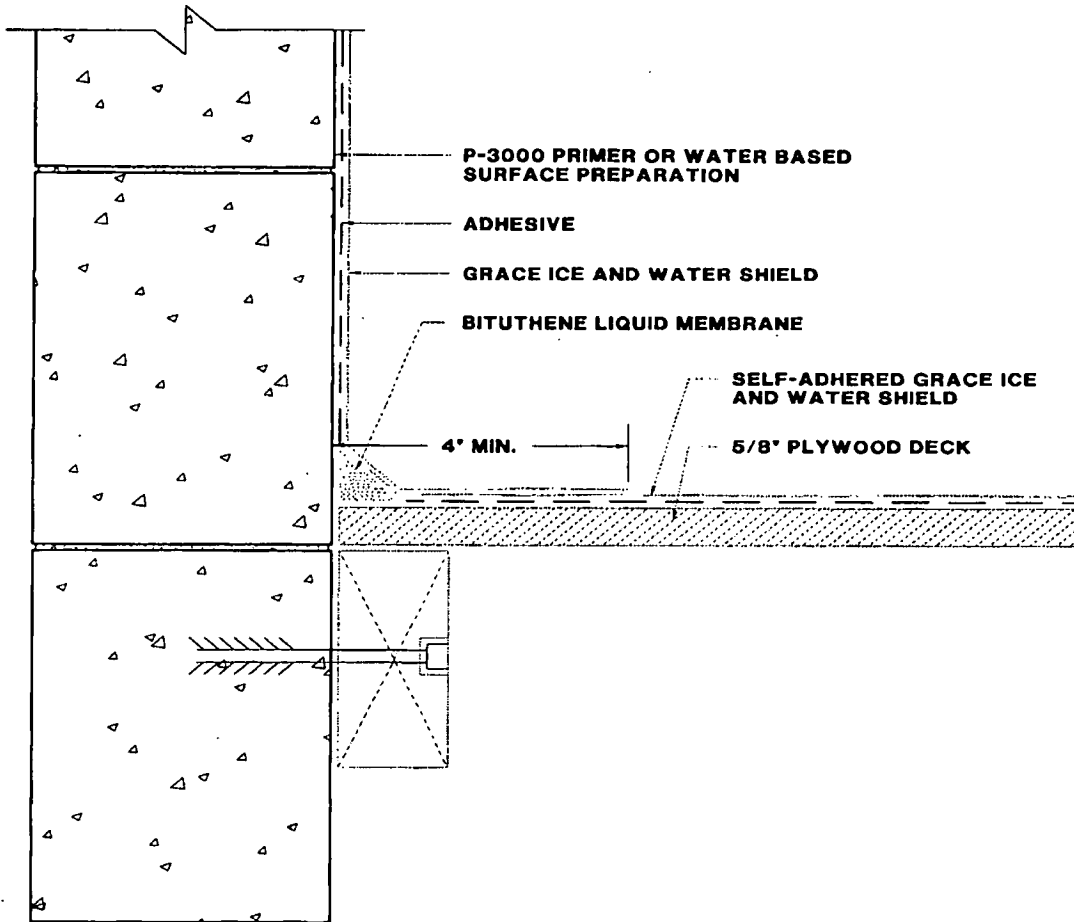 P-3000 PRIMER OR WATER BASED
SURFACE PREPARATION
ADHESIVE
GRACE ICE AND WATER SHIELD
BITUTHENE LIQUID MEMBRANE
SELF-ADHERED GRACE ICE
AND WATER SHIELD
4" MIN.
5/8" PLYWOOD DECK